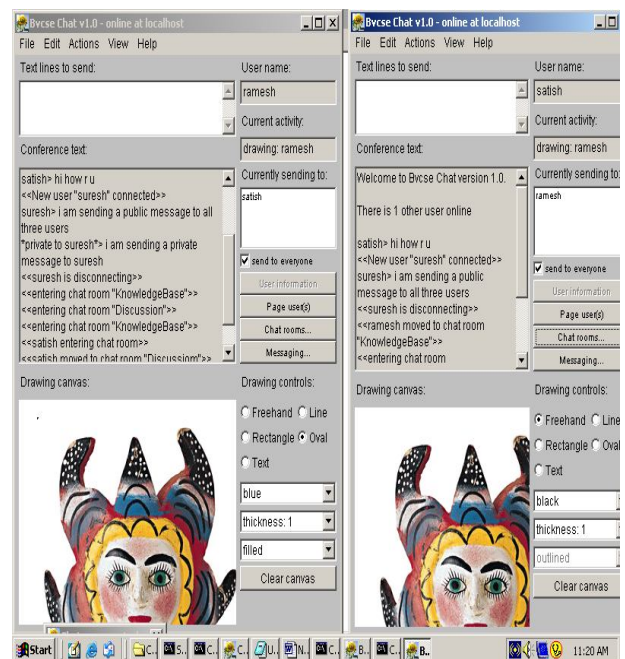 Bvcse Chat v1.0 - online at localhost
File Edit Actions View Help
Text lines to send:
User name:
ramesh
Current activity:
drawing: ramesh
Conference text:
Currently sending to:
satish> hi how r u
<<New user "suresh" connected>>
suresh> i am sending a public message to all
three users
*private to suresh*> i am sending a private
message to suresh
<<suresh is disconnecting>>
<<entering chat room "KnowledgeBase">>
<<entering chat room "Discussion">>
<<entering chat room "KnowledgeBase">>
<<satish entering chat room>>
<<satish moved to chat room "Discussiom">>
satish
send to everyone
User information
Page user(s)
Chat rooms...
Messaging...
Drawing canvas:
Drawing controls:
Freehand Line
Rectangle Oval
Text
blue
thickness: 1
filled
Clear canvas
Bvcse Chat v1.0 - online at localhost
File Edit Actions View Help
Text lines to send:
User name:
satish
Current activity:
drawing: ramesh
Conference text:
Currently sending to:
Welcome to Bvcse Chat version 1.0.
There is 1 other user online
satish> hi how r u
<<New user "suresh" connected>>
suresh> i am sending a public
message to all three users
<<suresh is disconnecting>>
<<ramesh moved to chat room
"KnowledgeBase">>
<<entering chat room
ramesh
send to everyone
User information
Page user(s)
Chat rooms...
Messaging...
Drawing canvas:
Drawing controls:
Freehand Line
Rectangle Oval
Text
black
thickness: 1
outlined
Clear canvas
Start C.. S.. C.. C.. U.. N.. C.. B.. C.. B.. 11:20 AM